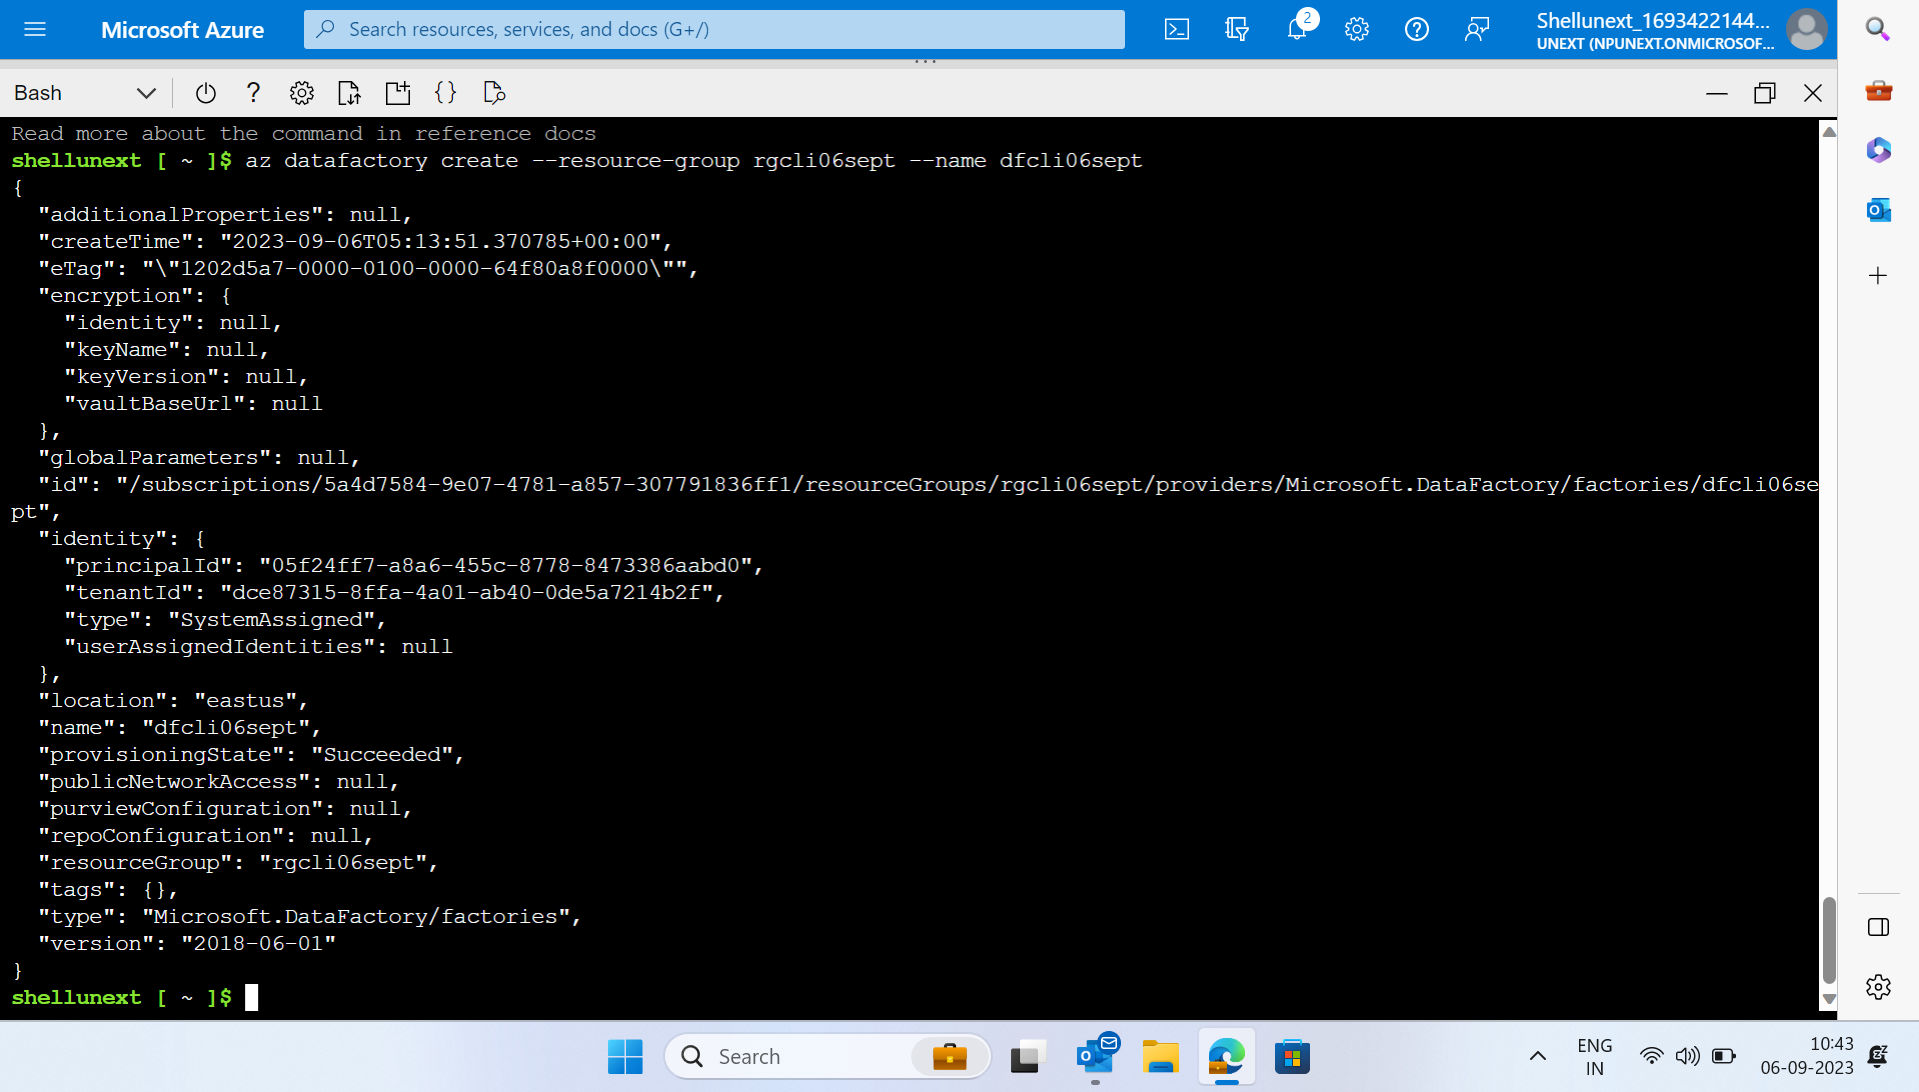 Microsoft Azure
Search resources, services, and docs (G+/)
2
Shellunext_1693422144...
UNEXT (NPUNEXT.ONMICROSOF...
Bash
Read more about the command in reference docs
shellunext [ ~ ]$ az datafactory create --resource-group rgcli06sept --name dfcli06sept
{
  "additionalProperties": null,
  "createTime": "2023-09-06T05:13:51.370785+00:00",
  "eTag": "\"1202d5a7-0000-0100-0000-64f80a8f0000\"",
  "encryption": {
    "identity": null,
    "keyName": null,
    "keyVersion": null,
    "vaultBaseUrl": null
  },
  "globalParameters": null,
  "id": "/subscriptions/5a4d7584-9e07-4781-a857-307791836ff1/resourceGroups/rgcli06sept/providers/Microsoft.DataFactory/factories/dfcli06se
pt",
  "identity": {
    "principalId": "05f24ff7-a8a6-455c-8778-8473386aabd0",
    "tenantId": "dce87315-8ffa-4a01-ab40-0de5a7214b2f",
    "type": "SystemAssigned",
    "userAssignedIdentities": null
  },
  "location": "eastus",
  "name": "dfcli06sept",
  "provisioningState": "Succeeded",
  "publicNetworkAccess": null,
  "purviewConfiguration": null,
  "repoConfiguration": null,
  "resourceGroup": "rgcli06sept",
  "tags": {},
  "type": "Microsoft.DataFactory/factories",
  "version": "2018-06-01"
}
shellunext [ ~ ]$
Search
ENG
IN
10:43
06-09-2023